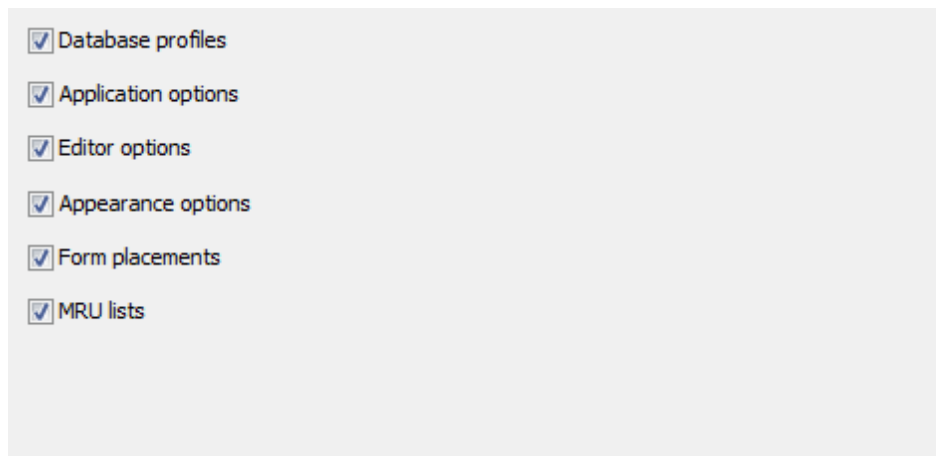 Database profiles
Application options
Editor options
Appearance options
Form placements
MRU lists